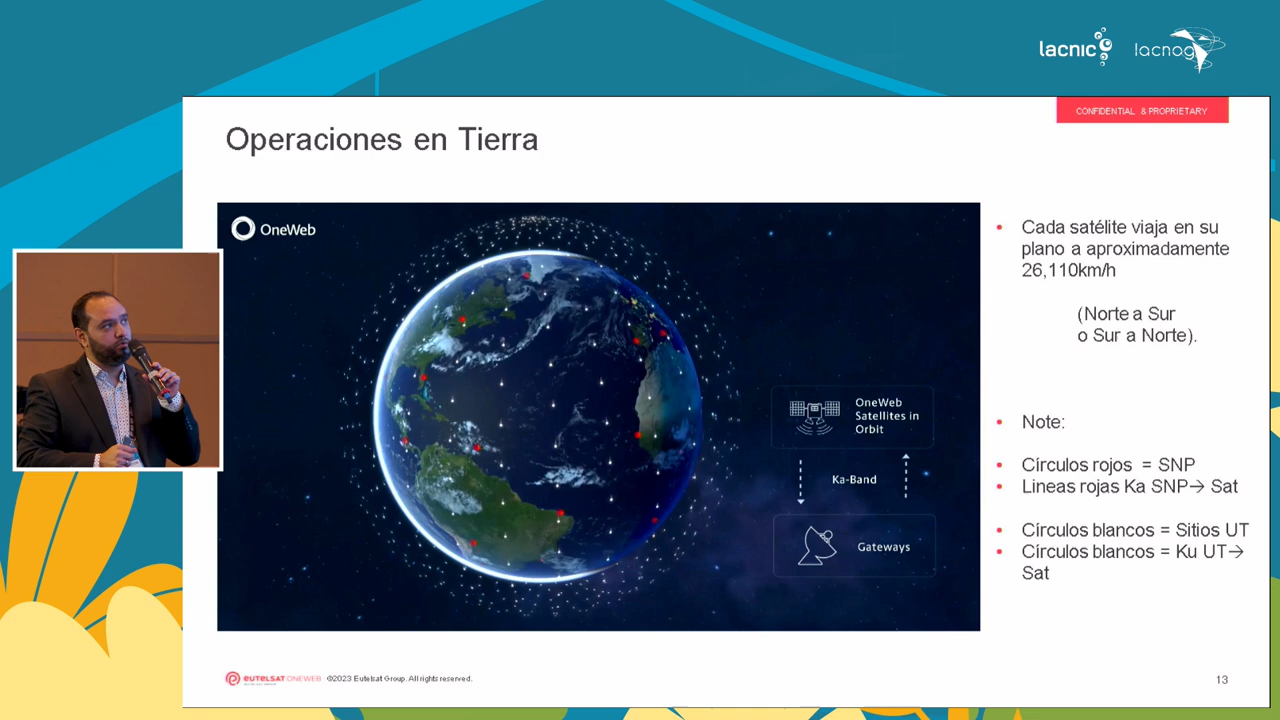 lacnic
lacnog
CONFIDENTIAL & PROPRIETARY
Operaciones en Tierra
OneWeb
OneWeb
Satellites in
Orbit
Ka-Band
Gateways
• Cada satélite viaja en su
plano a aproximadamente
26,110km/h
(Norte a Sur
o Sur a Norte).
• Note:
• Círculos rojos = SNP
• Lineas rojas Ka SNP→ Sat
• Círculos blancos = Sitios UT
• Círculos blancos = Ku UT→
Sat
eutelsat ONEWEB ©2023 Eutelsat Group. All rights reserved.
13